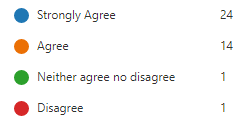 Strongly Agree 24
Agree 14
Neither agree no disagree 1
Disagree 1